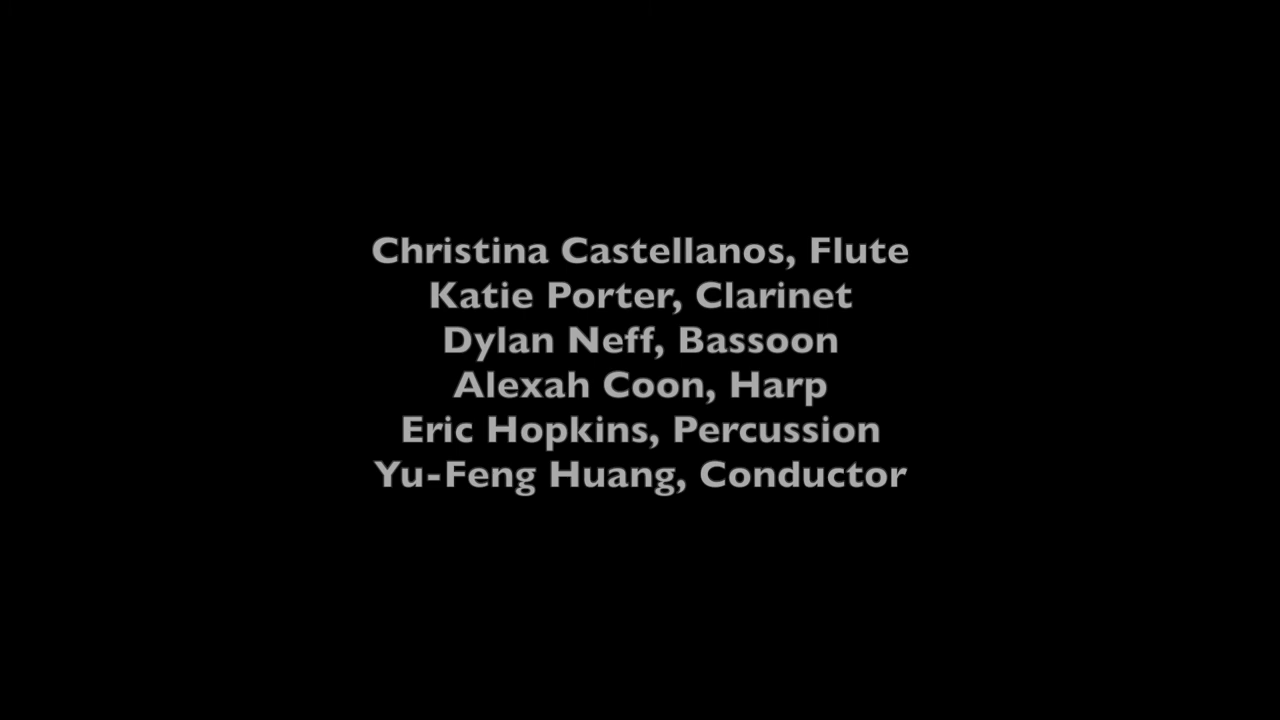 Christina Castellanos, Flute
Katie Porter, Clarinet
Dylan Neff, Bassoon
Alexah Coon, Harp
Eric Hopkins, Percussion
Yu-Feng Huang, Conductor